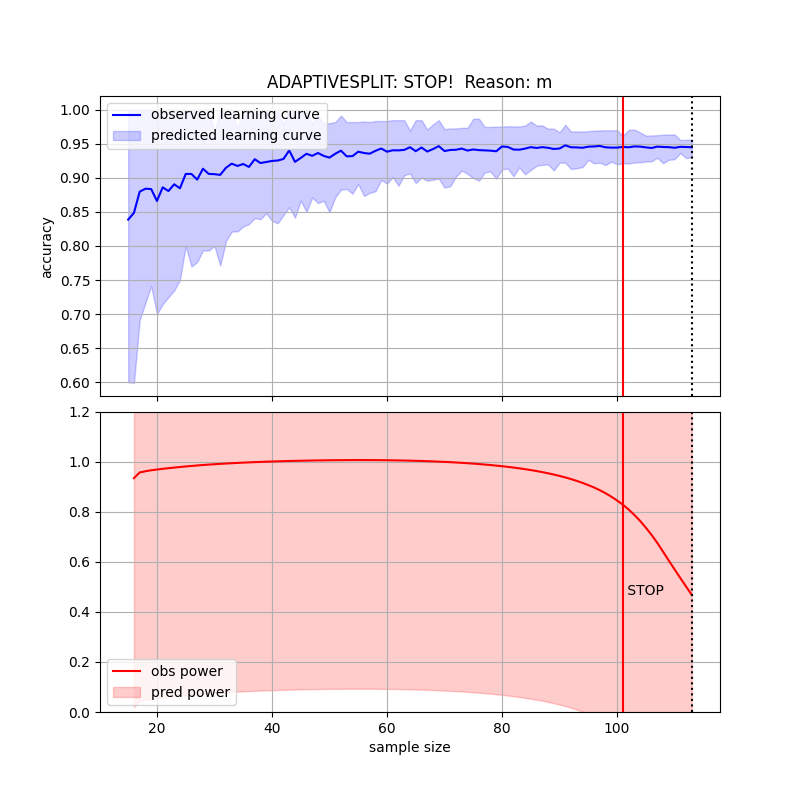 ADAPTIVESPLIT: STOP!  Reason: m
observed learning curve
predicted learning curve
1.00
0.95
0.90
0.85
0.80
0.75
0.70
0.65
0.60
accuracy
1.2
1.0
0.8
0.6
0.4
0.2
0.0
STOP
obs power
pred power
20 40 60 80 100
sample size